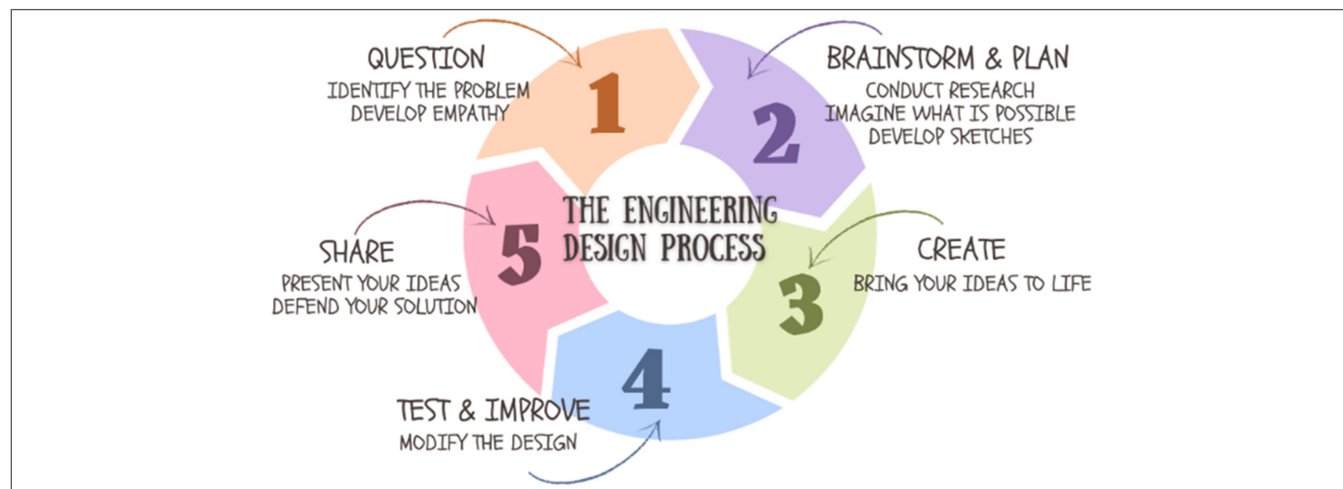 THE ENGINEERING
DESIGN PROCESS
1
QUESTION
IDENTIFY THE PROBLEM
DEVELOP EMPATHY
2
BRAINSTORM & PLAN
CONDUCT RESEARCH
IMAGINE WHAT IS POSSIBLE
DEVELOP SKETCHES
3
CREATE
BRING YOUR IDEAS TO LIFE
4
TEST & IMPROVE
MODIFY THE DESIGN
5
SHARE
PRESENT YOUR IDEAS
DEFEND YOUR SOLUTION